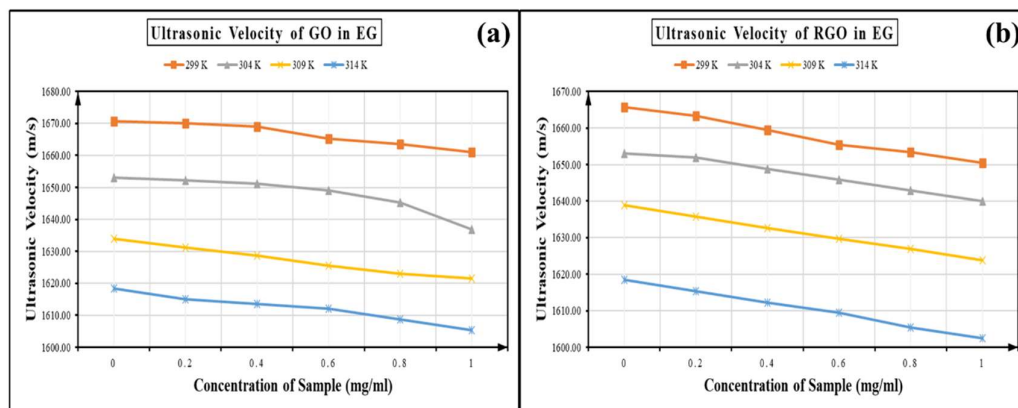 Ultrasonic Velocity of GO in EG
(a)
299 K 304 K 309 K 314 K
Ultrasonic Velocity (m/s)
1680.00
1670.00
1660.00
1650.00
1640.00
1630.00
1620.00
1610.00
1600.00
0 0.2 0.4 0.6 0.8 1
Concentration of Sample (mg/ml)
Ultrasonic Velocity of RGO in EG
(b)
299 K 304 K 309 K 314 K
Ultrasonic Velocity (m/s)
1670.00
1660.00
1650.00
1640.00
1630.00
1620.00
1610.00
1600.00
0 0.2 0.4 0.6 0.8 1
Concentration of Sample (mg/ml)